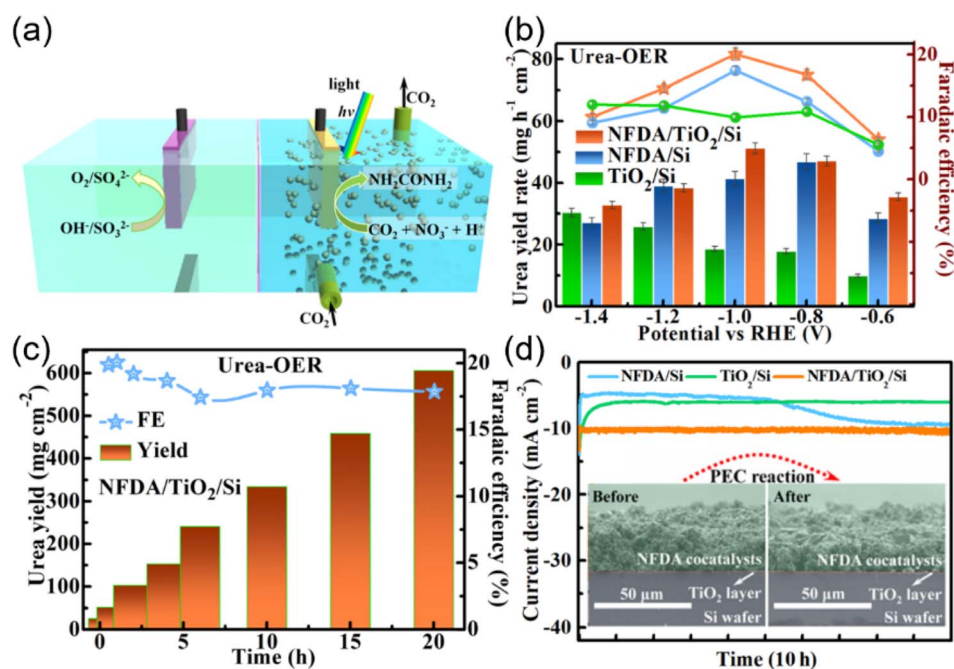 (a)
light
hν
CO₂
O₂/SO₄²⁻
OH⁻/SO₃²⁻
NH₂CONH₂
CO₂ + NO₃⁻ + H⁺
CO₂
(b)
Urea-OER
NFDA/TiO₂/Si
NFDA/Si
TiO₂/Si
Urea yield rate (mg h⁻¹ cm⁻²)
80
60
40
20
0
Faradaic efficiency (%)
20
10
0
-1.4 -1.2 -1.0 -0.8 -0.6
Potential vs RHE (V)
(c)
Urea-OER
FE
Yield
NFDA/TiO₂/Si
Urea yield (mg cm⁻²)
600
500
400
300
200
100
0
Faradaic efficiency (%)
20
15
10
5
0
0 5 10 15 20
Time (h)
(d)
NFDA/Si TiO₂/Si NFDA/TiO₂/Si
Current density (mA cm⁻²)
0
-10
-20
-30
-40
PEC reaction
Before
After
NFDA cocatalysts
NFDA cocatalysts
TiO₂ layer
TiO₂ layer
50 μm
50 μm
Si wafer
Si wafer
Time (10 h)